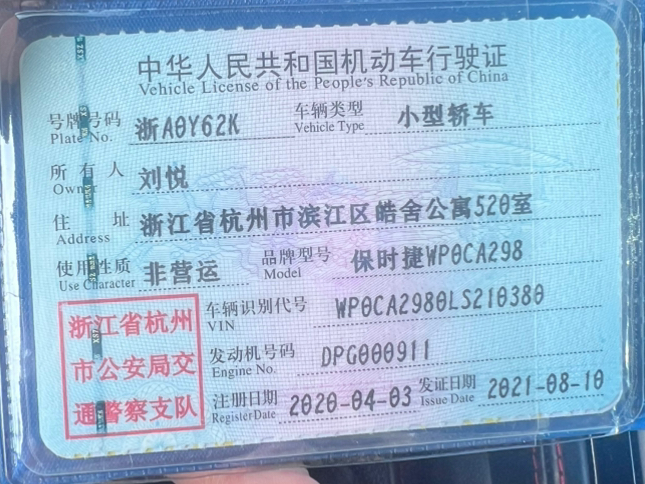 中华人民共和国机动车行驶证
Vehicle License of the People's Republic of China
号牌号码 浙A0Y62K 车辆类型 小型轿车
Plate No. Vehicle Type
所有人 刘悦
Owner
住址 浙江省杭州市滨江区皓舍公寓520室
Address
使用性质 非营运 品牌型号 保时捷WP0CA298
Use Character Model
浙江省杭州
市公安局交
通警察支队
车辆识别代号 WP0CA2980LS210380
VIN
发动机号码 DPG000911
Engine No.
注册日期 2020-04-03 发证日期 2021-08-10
Register Date Issue Date